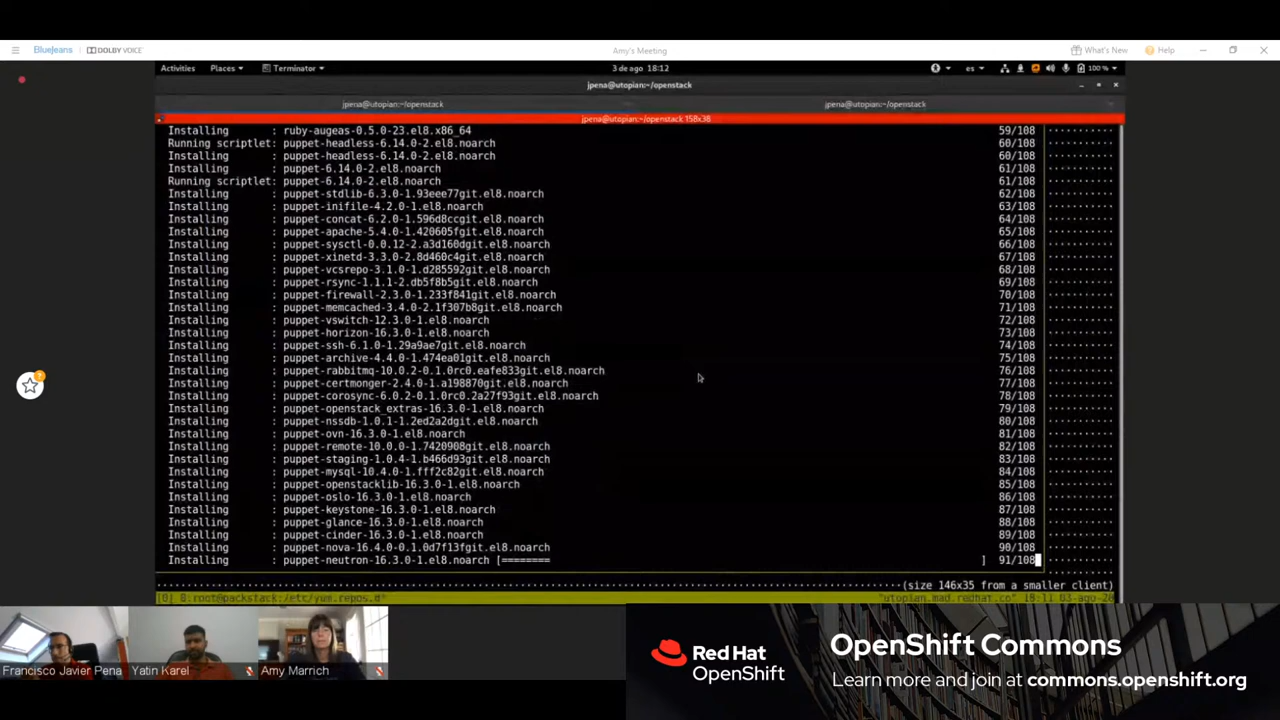 BlueJeans DOLBY VOICE Amy's Meeting What's New Help
Activities Places Terminator 3 de ago 18:12 es 100 %
jpena@utopian:~/openstack
jpena@utopian:~/openstack jpena@utopian:~/openstack
jpena@utopian:~/openstack 158x38
Installing : ruby-augeas-0.5.0-23.el8.x86_64 59/108
Running scriptlet: puppet-headless-6.14.0-2.el8.noarch 60/108
Installing : puppet-headless-6.14.0-2.el8.noarch 60/108
Installing : puppet-6.14.0-2.el8.noarch 61/108
Running scriptlet: puppet-6.14.0-2.el8.noarch 61/108
Installing : puppet-stdlib-6.3.0-1.93eee77git.el8.noarch 62/108
Installing : puppet-inifile-4.2.0-1.el8.noarch 63/108
Installing : puppet-concat-6.2.0-1.596d8ccgit.el8.noarch 64/108
Installing : puppet-apache-5.4.0-1.420605fgit.el8.noarch 65/108
Installing : puppet-sysctl-0.0.12-2.a3d160dgit.el8.noarch 66/108
Installing : puppet-xinetd-3.3.0-2.8d460c4git.el8.noarch 67/108
Installing : puppet-vcsrepo-3.1.0-1.d285592git.el8.noarch 68/108
Installing : puppet-rsync-1.1.1-2.db5f8b5git.el8.noarch 69/108
Installing : puppet-firewall-2.3.0-1.233f841git.el8.noarch 70/108
Installing : puppet-memcached-3.4.0-2.1f307b8git.el8.noarch 71/108
Installing : puppet-vswitch-12.3.0-1.el8.noarch 72/108
Installing : puppet-horizon-16.3.0-1.el8.noarch 73/108
Installing : puppet-ssh-6.1.0-1.29a9ae7git.el8.noarch 74/108
Installing : puppet-archive-4.4.0-1.474ea01git.el8.noarch 75/108
Installing : puppet-rabbitmq-10.0.2-0.1.0rc0.eafe833git.el8.noarch 76/108
Installing : puppet-certmonger-2.4.0-1.a198870git.el8.noarch 77/108
Installing : puppet-corosync-6.0.2-0.1.0rc0.2a27f93git.el8.noarch 78/108
Installing : puppet-openstack_extras-16.3.0-1.el8.noarch 79/108
Installing : puppet-nssdb-1.0.1-1.2ed2a2dgit.el8.noarch 80/108
Installing : puppet-ovn-16.3.0-1.el8.noarch 81/108
Installing : puppet-remote-10.0.0-1.7420908git.el8.noarch 82/108
Installing : puppet-staging-1.0.4-1.b466d93git.el8.noarch 83/108
Installing : puppet-mysql-10.4.0-1.fff2c82git.el8.noarch 84/108
Installing : puppet-openstacklib-16.3.0-1.el8.noarch 85/108
Installing : puppet-oslo-16.3.0-1.el8.noarch 86/108
Installing : puppet-keystone-16.3.0-1.el8.noarch 87/108
Installing : puppet-glance-16.3.0-1.el8.noarch 88/108
Installing : puppet-cinder-16.3.0-1.el8.noarch 89/108
Installing : puppet-nova-16.4.0-0.1.0d7f13fgit.el8.noarch 90/108
Installing : puppet-neutron-16.3.0-1.el8.noarch [======== ] 91/108
(size 146x35 from a smaller client)
[0] 0:root@packstack:/etc/yum.repos.d* "utopian.mad.redhat.co" 18:11 03-ago-20
Francisco Javier Pena Yatin Karel Amy Marrich
Red Hat
OpenShift
OpenShift Commons
Learn more and join at commons.openshift.org